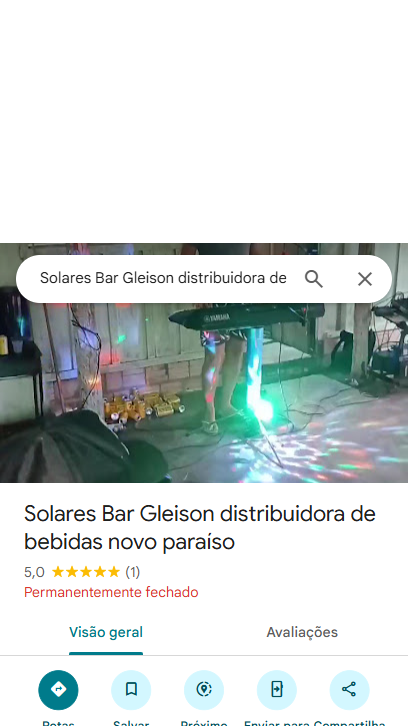 Solares Bar Gleison distribuidora de
YAMAHA
Solares Bar Gleison distribuidora de
bebidas novo paraíso
5,0 (1)
Permanentemente fechado
Visão geral Avaliações
Rotas Salvar Próximo Enviar para Compartilha